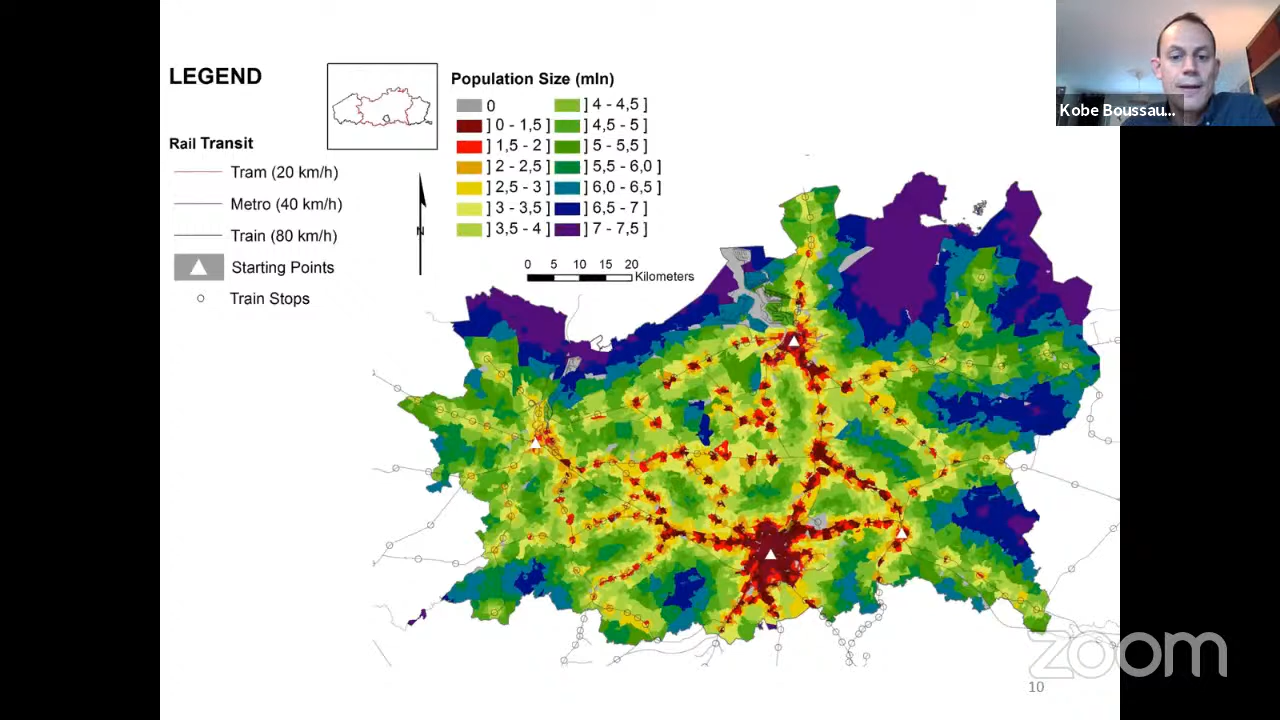 LEGEND
Rail Transit
Tram (20 km/h)
Metro (40 km/h)
Train (80 km/h)
Starting Points
Train Stops
N
Population Size (mln)
0
] 0 - 1,5 ]
] 1,5 - 2 ]
] 2 - 2,5 ]
] 2,5 - 3 ]
] 3 - 3,5 ]
] 3,5 - 4 ]
] 4 - 4,5 ]
] 4,5 - 5 ]
] 5 - 5,5 ]
] 5,5 - 6,0 ]
] 6,0 - 6,5 ]
] 6,5 - 7 ]
] 7 - 7,5 ]
0 5 10 15 20
Kilometers
Kobe Boussau...
zoom
10